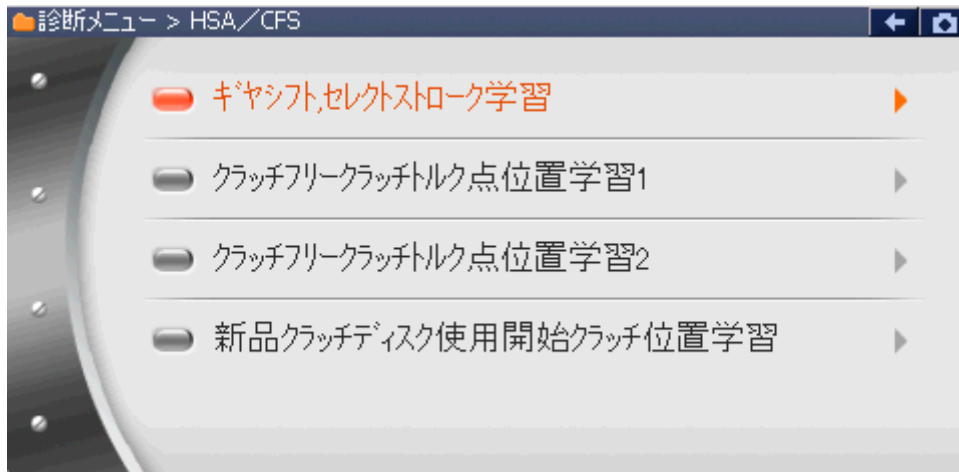 診断メニュー > HSA／CFS
ｷﾞﾔｼﾌﾄ,ｾﾚｸﾄｽﾄﾛｰｸ学習
ｸﾗｯﾁﾌﾘｰｸﾗｯﾁﾄﾙｸ点位置学習1
ｸﾗｯﾁﾌﾘｰｸﾗｯﾁﾄﾙｸ点位置学習2
新品ｸﾗｯﾁﾃﾞｨｽｸ使用開始ｸﾗｯﾁ位置学習